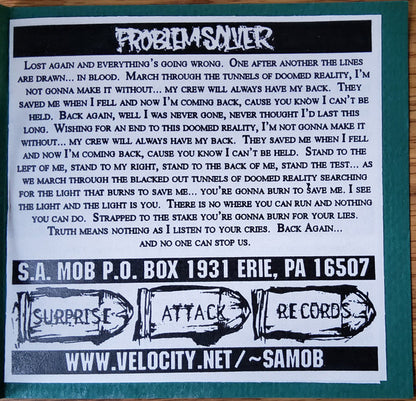 PROBLEMSOLVER
LOST AGAIN AND EVERYTHING'S GOING WRONG. ONE AFTER ANOTHER THE LINES
ARE DRAWN... IN BLOOD. MARCH THROUGH THE TUNNELS OF DOOMED REALITY, I'M
NOT GONNA MAKE IT WITHOUT... MY CREW WILL ALWAYS HAVE MY BACK. THEY
SAVED ME WHEN I FELL AND NOW I'M COMING BACK, CAUSE YOU KNOW I CAN'T BE
HELD. BACK AGAIN, WELL I WAS NEVER GONE, NEVER THOUGHT I'D LAST THIS
LONG. WISHING FOR AN END TO THIS DOOMED REALITY, I'M NOT GONNA MAKE IT
WITHOUT... MY CREW WILL ALWAYS HAVE MY BACK. THEY SAVED ME WHEN I FELL
AND NOW I'M COMING BACK, CAUSE YOU KNOW I CAN'T BE HELD. STAND TO THE
LEFT OF ME, STAND TO MY RIGHT, STAND TO THE BACK OF ME, STAND THE TEST... AS
WE MARCH THROUGH THE BLACKED OUT TUNNELS OF DOOMED REALITY SEARCHING
FOR THE LIGHT THAT BURNS TO SAVE ME... YOU'RE GONNA BURN TO SAVE ME. I SEE
THE LIGHT AND THE LIGHT IS YOU. THERE IS NO WHERE YOU CAN RUN AND NOTHING
YOU CAN DO. STRAPPED TO THE STAKE YOU'RE GONNA BURN FOR YOUR LIES.
TRUTH MEANS NOTHING AS I LISTEN TO YOUR CRIES. BACK AGAIN...
AND NO ONE CAN STOP US.
S.A. MOB P.O. BOX 1931 ERIE, PA 16507
SURPRISE ATTACK RECORDS
WWW.VELOCITY.NET/~SAMOB